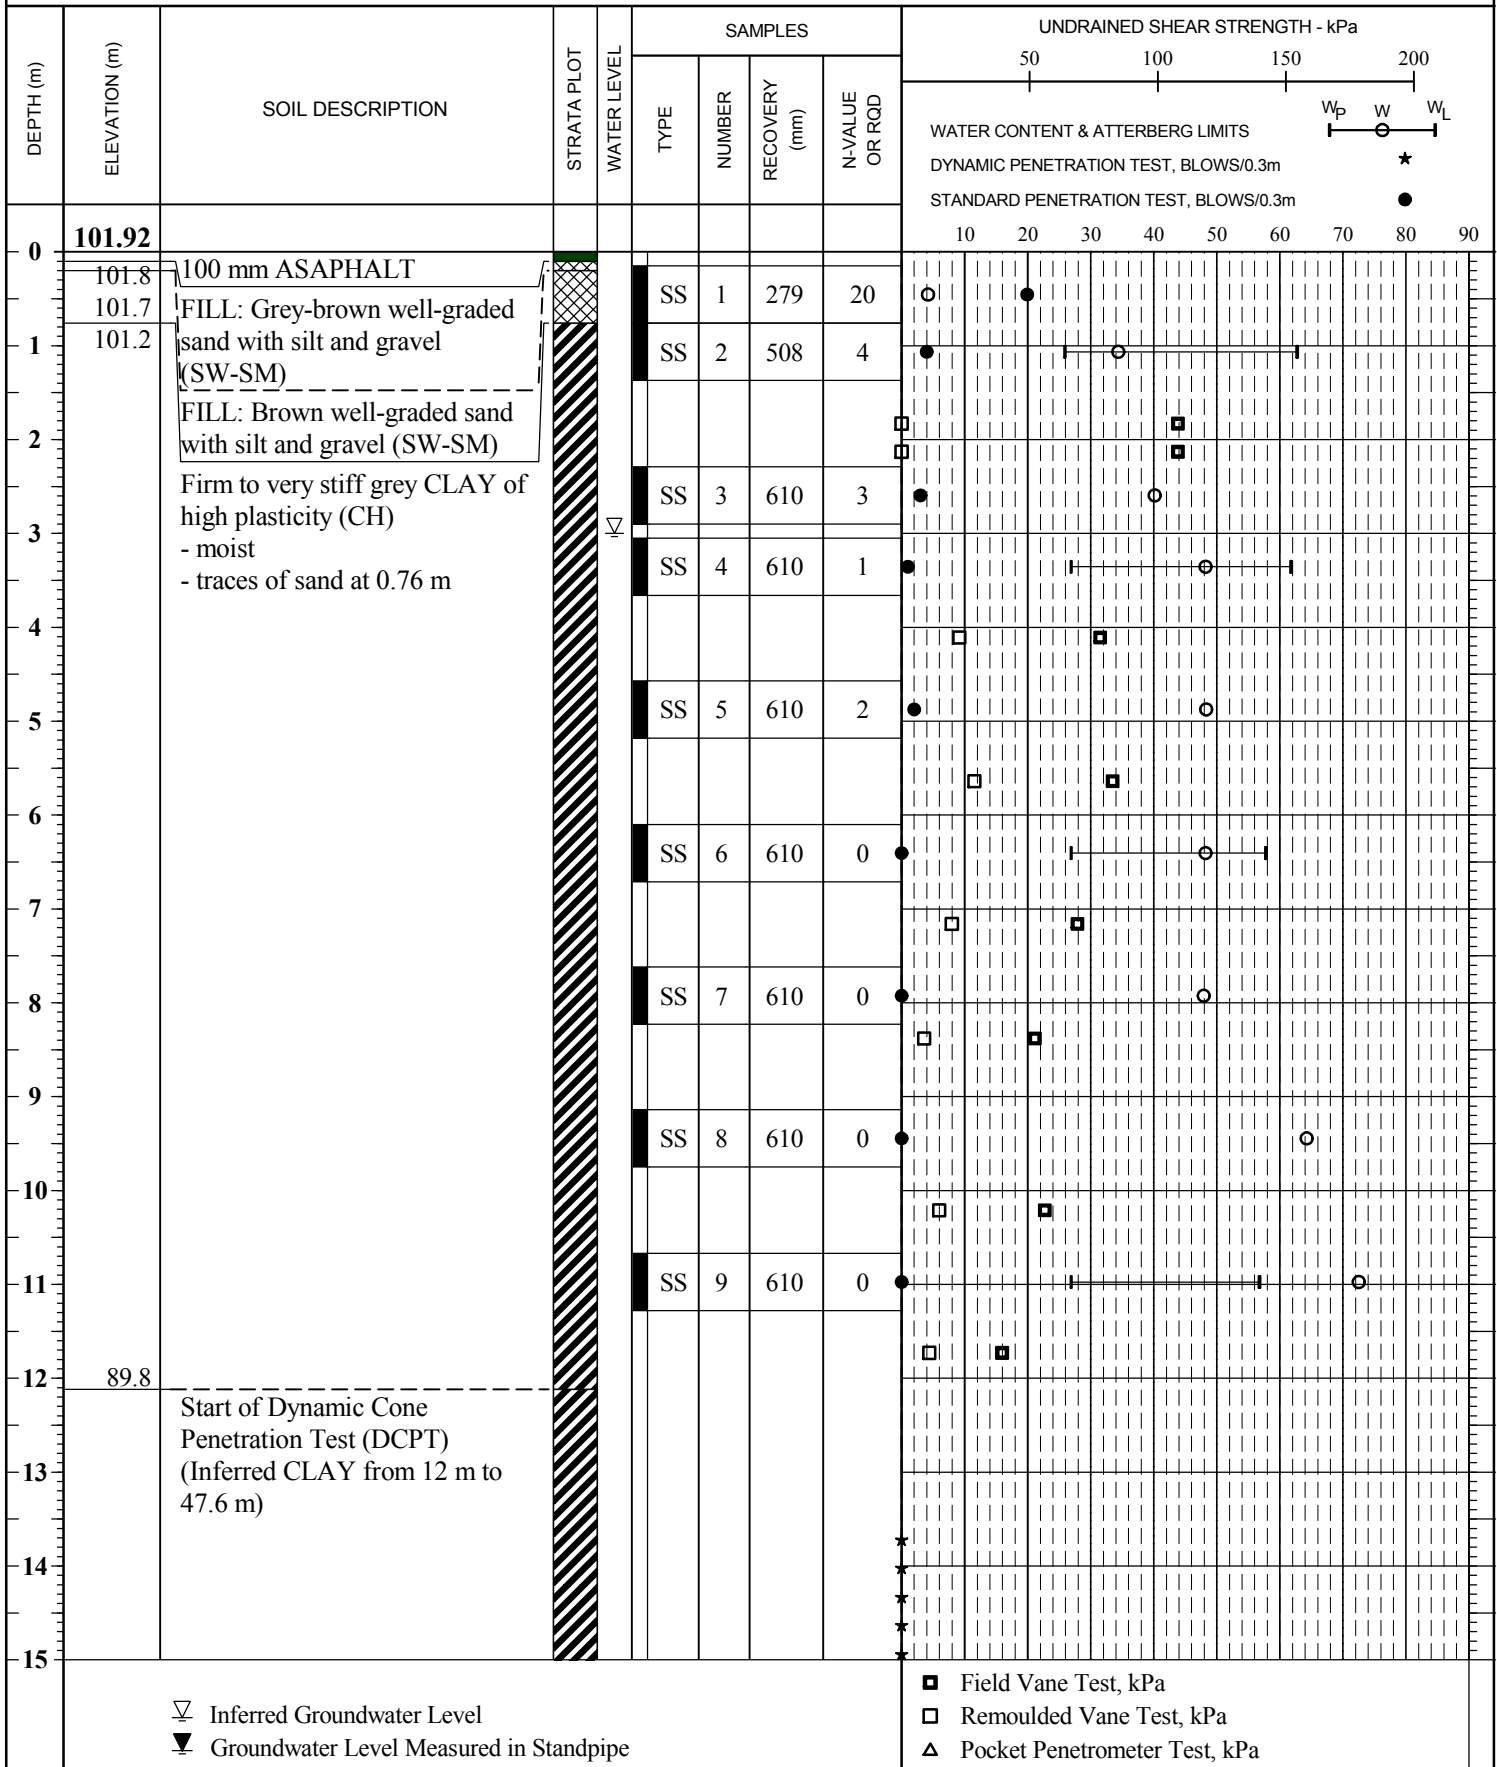 DEPTH (m)
ELEVATION (m)
SOIL DESCRIPTION
STRATA PLOT
WATER LEVEL
SAMPLES
TYPE
NUMBER
RECOVERY (mm)
N-VALUE OR RQD
UNDRAINED SHEAR STRENGTH - kPa
50 100 150 200
WATER CONTENT & ATTERBERG LIMITS WP W WL
DYNAMIC PENETRATION TEST, BLOWS/0.3m ★
STANDARD PENETRATION TEST, BLOWS/0.3m ●
10 20 30 40 50 60 70 80 90
0 101.92
101.8 100 mm ASAPHALT
101.7 FILL: Grey-brown well-graded
sand with silt and gravel
(SW-SM)
101.2
FILL: Brown well-graded sand
with silt and gravel (SW-SM)
Firm to very stiff grey CLAY of
high plasticity (CH)
- moist
- traces of sand at 0.76 m
SS 1 279 20
1
SS 2 508 4
2
SS 3 610 3
3
SS 4 610 1
4
SS 5 610 2
5
6
SS 6 610 0
7
SS 7 610 0
8
9
SS 8 610 0
10
SS 9 610 0
11
12
89.8
Start of Dynamic Cone
Penetration Test (DCPT)
(Inferred CLAY from 12 m to
47.6 m)
13
14
15
Inferred Groundwater Level
Groundwater Level Measured in Standpipe
Field Vane Test, kPa
Remoulded Vane Test, kPa
Pocket Penetrometer Test, kPa